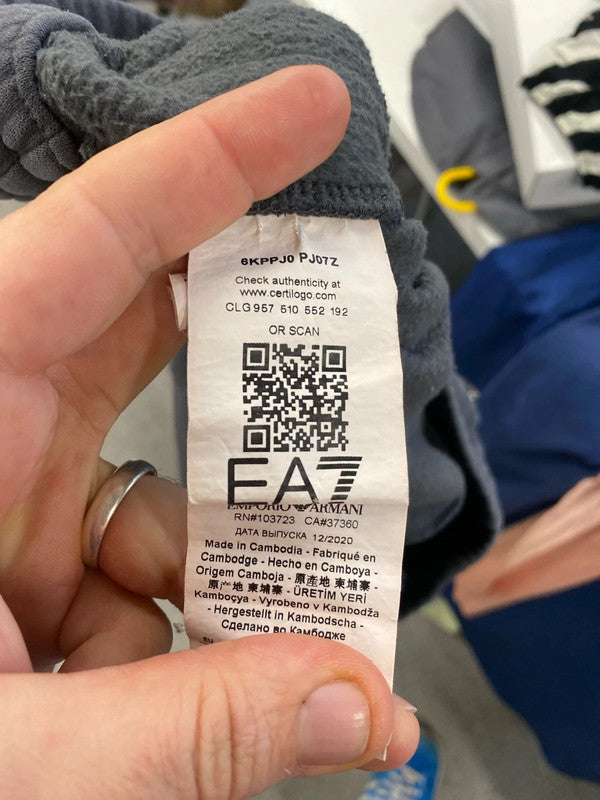 6KPPJ0 PJ07Z
Check authenticity at
www.certilogo.com
CLG 957 510 552 192
OR SCAN
EA7
EMPORIO ARMANI
RN#103723 CA#37360
ДАТА ВЫПУСКА 12/2020
Made in Cambodia - Fabriqué en
Cambodge - Hecho en Camboya -
Origem Camboja - 原產地 柬埔寨 -
原产地 柬埔寨 - ÜRETİM YERİ
Kamboçya - Vyrobeno v Kambodža
- Hergestellt in Kambodscha -
Сделано во Камбодже